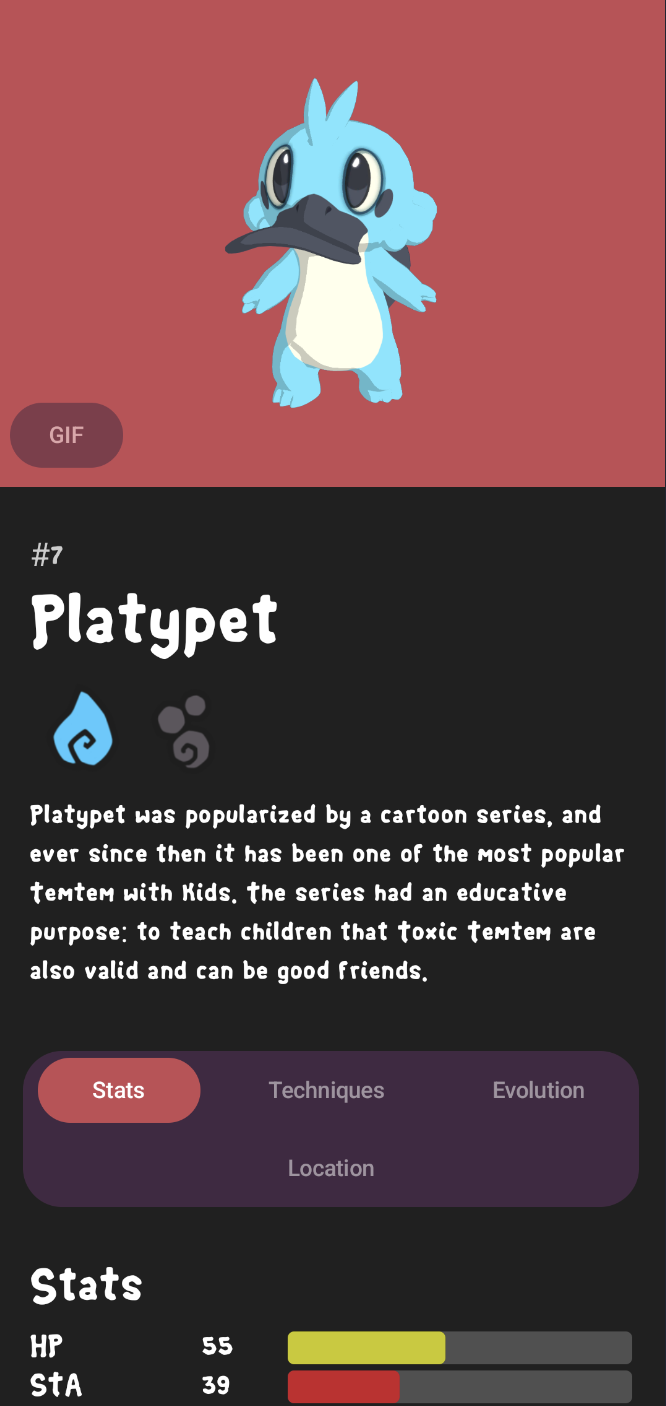 GIF
#7
Platypet
Platypet was popularized by a cartoon series, and
ever since then it has been one of the most popular
Temtem with Kids. The series had an educative
purpose: to teach children that Toxic Temtem are
also valid and can be good friends.
Stats Techniques Evolution
Location
Stats
HP 55
StA 39